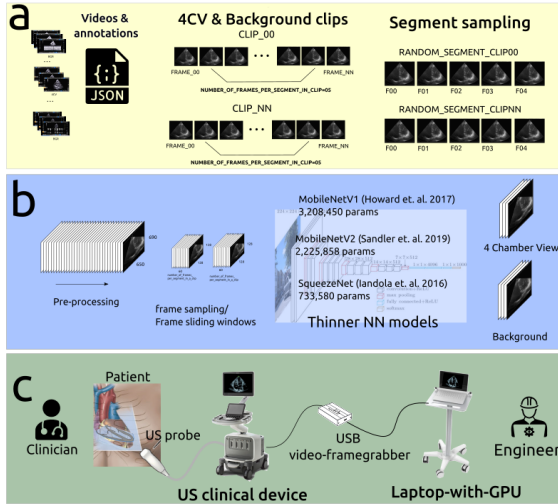 a
Videos &
annotations
{;}
JSON
4CV & Background clips
CLIP_00
FRAME_00
FRAME_NN
NUMBER_OF_FRAMES_PER_SEGMENT_IN_CLIP=05
CLIP_NN
FRAME_00
FRAME_NN
NUMBER_OF_FRAMES_PER_SEGMENT_IN_CLIP=05
Segment sampling
RANDOM_SEGMENT_CLIP00
F00 F01 F02 F03 F04
RANDOM_SEGMENT_CLIPNN
F00 F01 F02 F03 F04
b
600
650
Pre-processing
frame sampling/
Frame sliding windows
MobileNetV1 (Howard et. al. 2017)
3,208,450 params
MobileNetV2 (Sandler et. al. 2019)
2,225,858 params
SqueezeNet (Iandola et. al. 2016)
733,580 params
Thinner NN models
4 Chamber View
Background
c
Clinician
Patient
US probe
US clinical device
USB
video-framegrabber
Laptop-with-GPU
Engineer